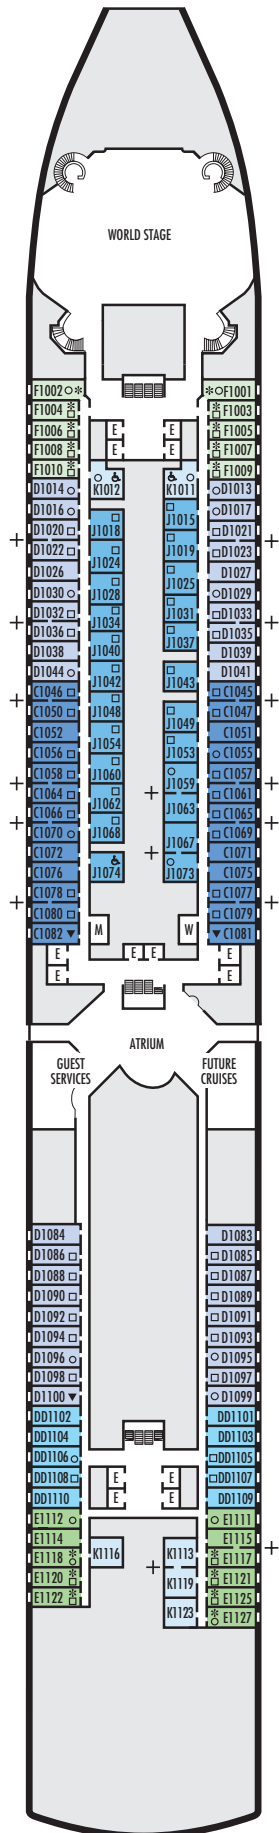 WORLD STAGE
F1002 F1001
F1004 E F1003
F1006 E E F1005
F1008 E F1007
F1010 F1009
D1014 K1012 K1011 D1013
D1016 J1015 D1017
D1020 J1018 D1021
D1022 J1019 D1023
D1026 J1024 J1025 D1027
D1030 J1028 D1029
D1032 J1034 J1031 D1033
D1036 J1037 D1035
D1038 J1040 D1039
D1044 J1042 J1043 D1041
C1046 C1045
C1050 J1048 J1049 C1047
C1052 C1051
C1056 J1054 J1053 C1055
C1058 J1060 J1059 C1057
C1064 J1062 J1063 C1061
C1066 C1065
C1070 J1068 J1067 C1069
C1072 C1071
C1076 J1074 J1073 C1075
C1078 C1077
C1080 C1079
C1082 M W C1081
E E E E
E E
ATRIUM
GUEST
SERVICES
FUTURE
CRUISES
D1084 D1083
D1086 D1085
D1088 D1087
D1090 D1089
D1092 D1091
D1094 D1093
D1096 D1095
D1098 D1097
D1100 D1099
DD1102 DD1101
DD1104 DD1103
DD1106 DD1105
DD1108 E E DD1107
DD1110 E E DD1109
E1112 E1111
E1114 E1115
E1118 K1116 K1113 E1117
E1120 K1119 E1121
E1122 E1125
K1123 E1127